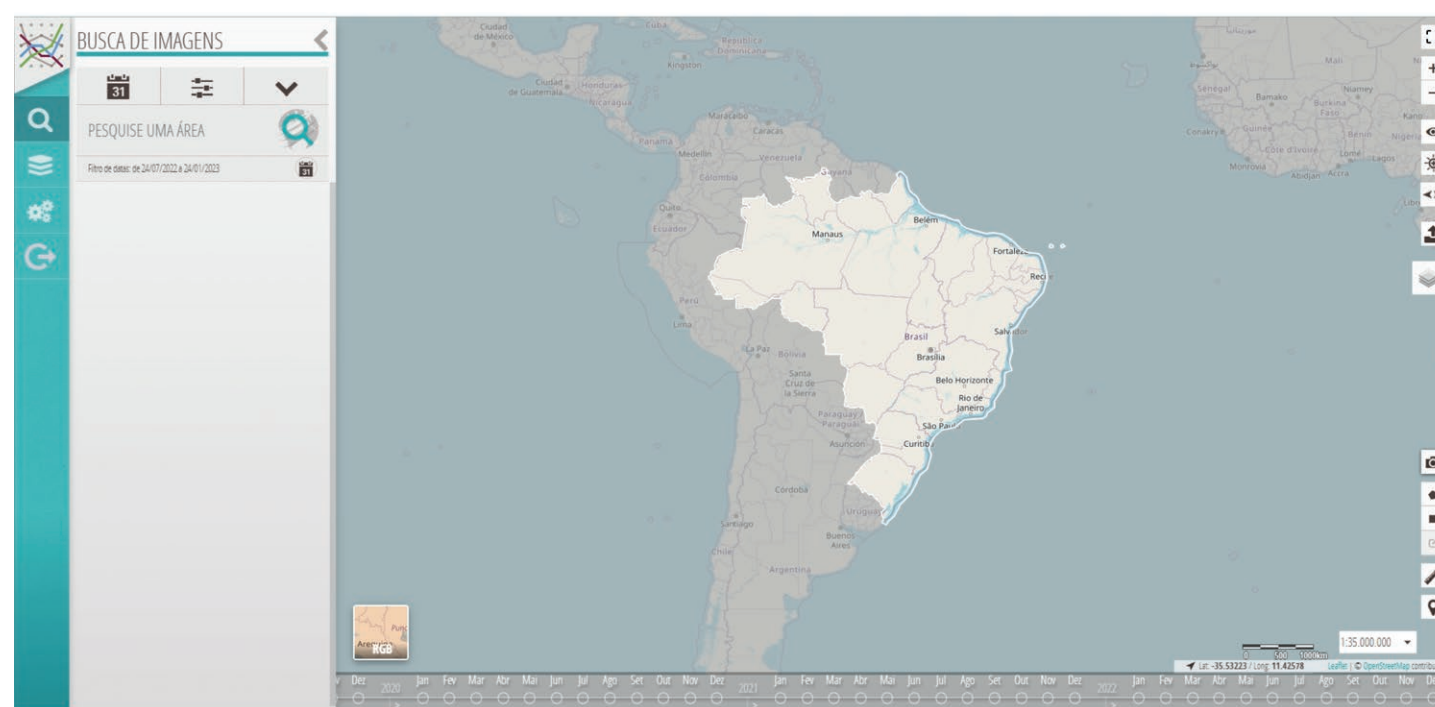 BUSCA DE IMAGENS
31
PESQUISE UMA ÁREA
Filtro de datas: de 24/07/2022 a 24/01/2023
31
Cuba
Ciudad
de México
República
Dominicana
Kingston
Ciudad
de Guatemala
Honduras
Nicaragua
Maracaibo
Caracas
Panamá
Medellín
Venezuela
Colombia
Guyana
Quito
Ecuador
Belém
Manaus
Fortale
Perú
Lima
Brasil
Brasília
La Paz
Bolivia
Santa
Cruz de
la Sierra
Belo Horizonte
Rio de
Janeiro
Paraguay /
Paraguái
São Pau
Asunción
Curitib
Córdoba
Uruguay
Santiago
Buenos
Aires
Chile
Argentina
Mali
Sénégal
Bamako
Niamey
Burkina
Faso
Conakry
Guinée
Bénin
Côte d'Ivoire
Lomé
Lagos
Monrovia
Abidjan
Accra
Arequipa
RGB
0 500 1000km
1:35.000.000
Lat: -35.53223 / Long: 11.42578
Leaflet | © OpenStreetMap contribu
Dez 2020 Jan Fev Mar Abr Mai Jun Jul Ago Set Out Nov Dez 2021 Jan Fev Mar Abr Mai Jun Jul Ago Set Out Nov Dez 2022 Jan Fev Mar Abr Mai Jun Jul Ago Set Out Nov